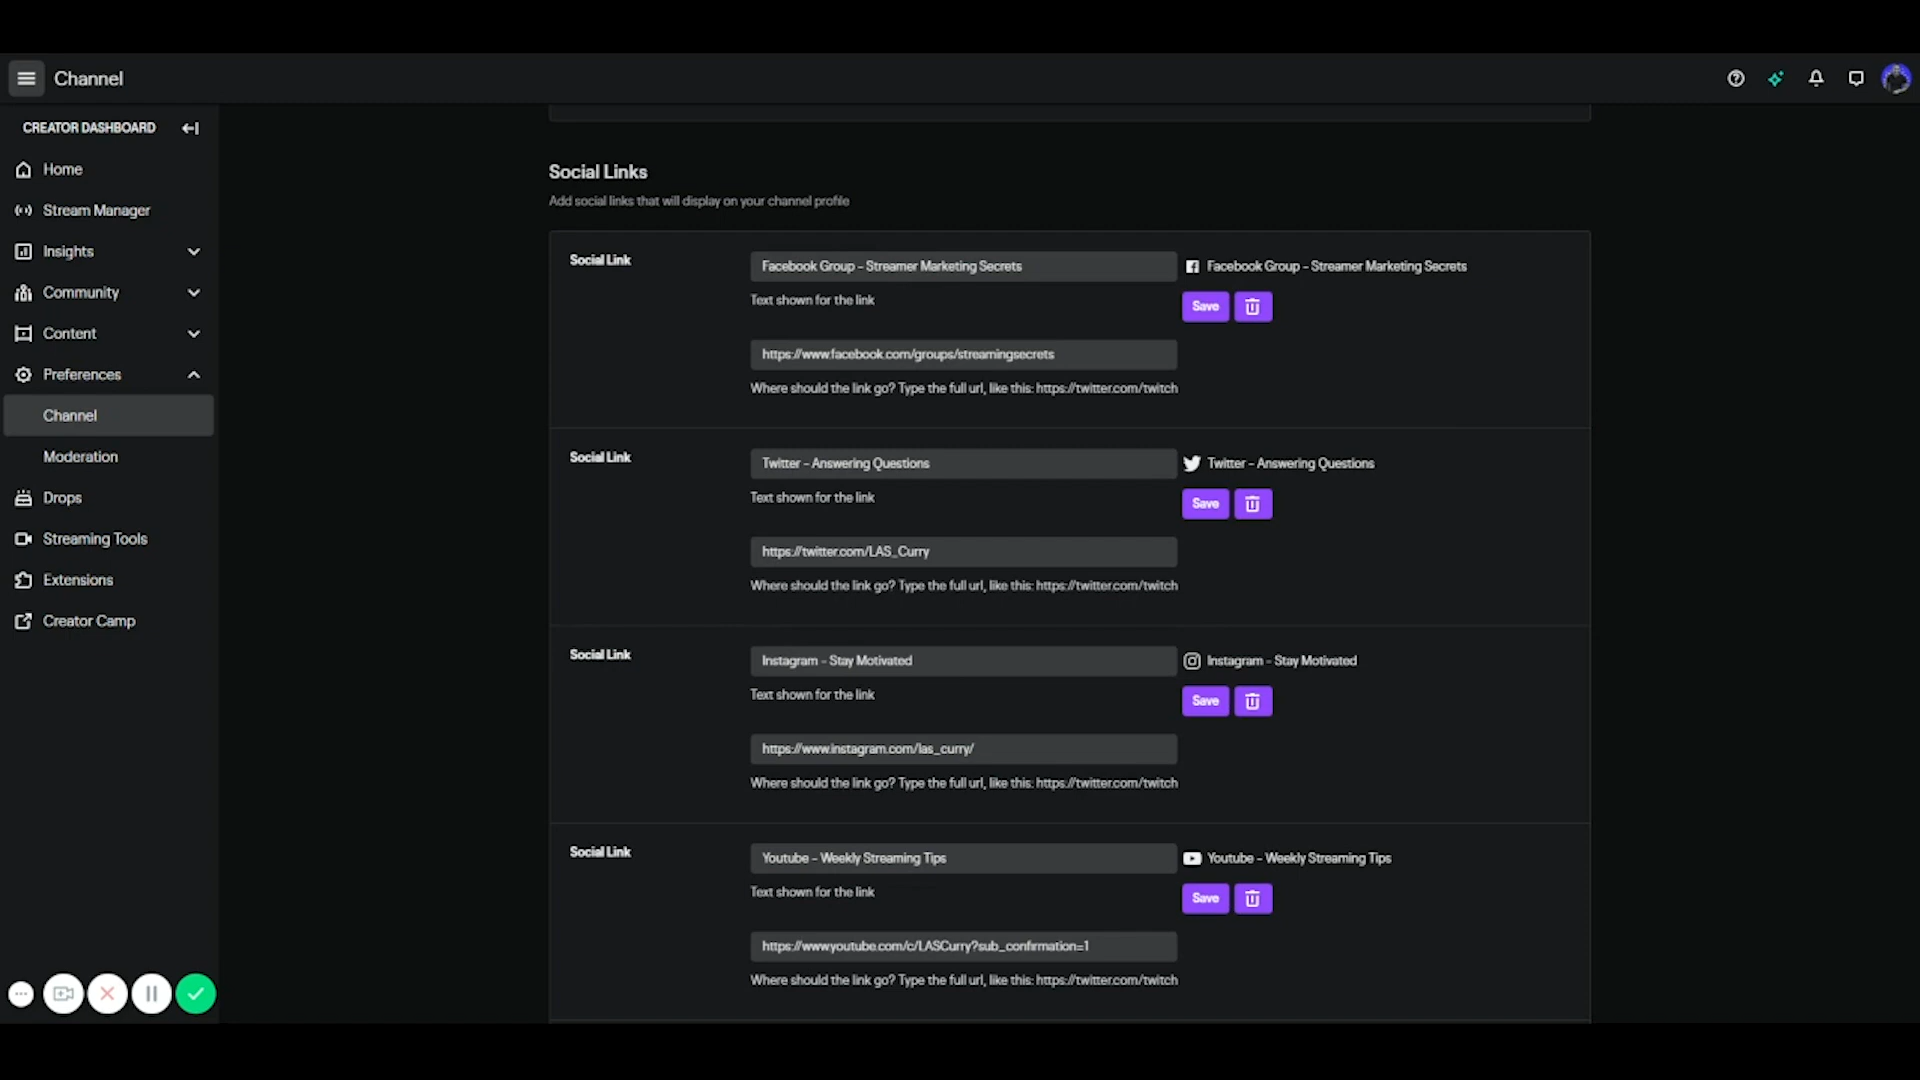 Channel
CREATOR DASHBOARD
Home
Stream Manager
Insights
Community
Content
Preferences
Channel
Moderation
Drops
Streaming Tools
Extensions
Creator Camp
Social Links
Add social links that will display on your channel profile
Social Link
Facebook Group - Streamer Marketing Secrets
Facebook Group - Streamer Marketing Secrets
Text shown for the link
Save
https://www.facebook.com/groups/streamingsecrets
Where should the link go? Type the full url, like this: https://twitter.com/twitch
Social Link
Twitter - Answering Questions
Twitter - Answering Questions
Text shown for the link
Save
https://twitter.com/LAS_Curry
Where should the link go? Type the full url, like this: https://twitter.com/twitch
Social Link
Instagram - Stay Motivated
Instagram - Stay Motivated
Text shown for the link
Save
https://www.instagram.com/las_curry/
Where should the link go? Type the full url, like this: https://twitter.com/twitch
Social Link
Youtube - Weekly Streaming Tips
Youtube - Weekly Streaming Tips
Text shown for the link
Save
https://www.youtube.com/c/LASCurry?sub_confirmation=1
Where should the link go? Type the full url, like this: https://twitter.com/twitch